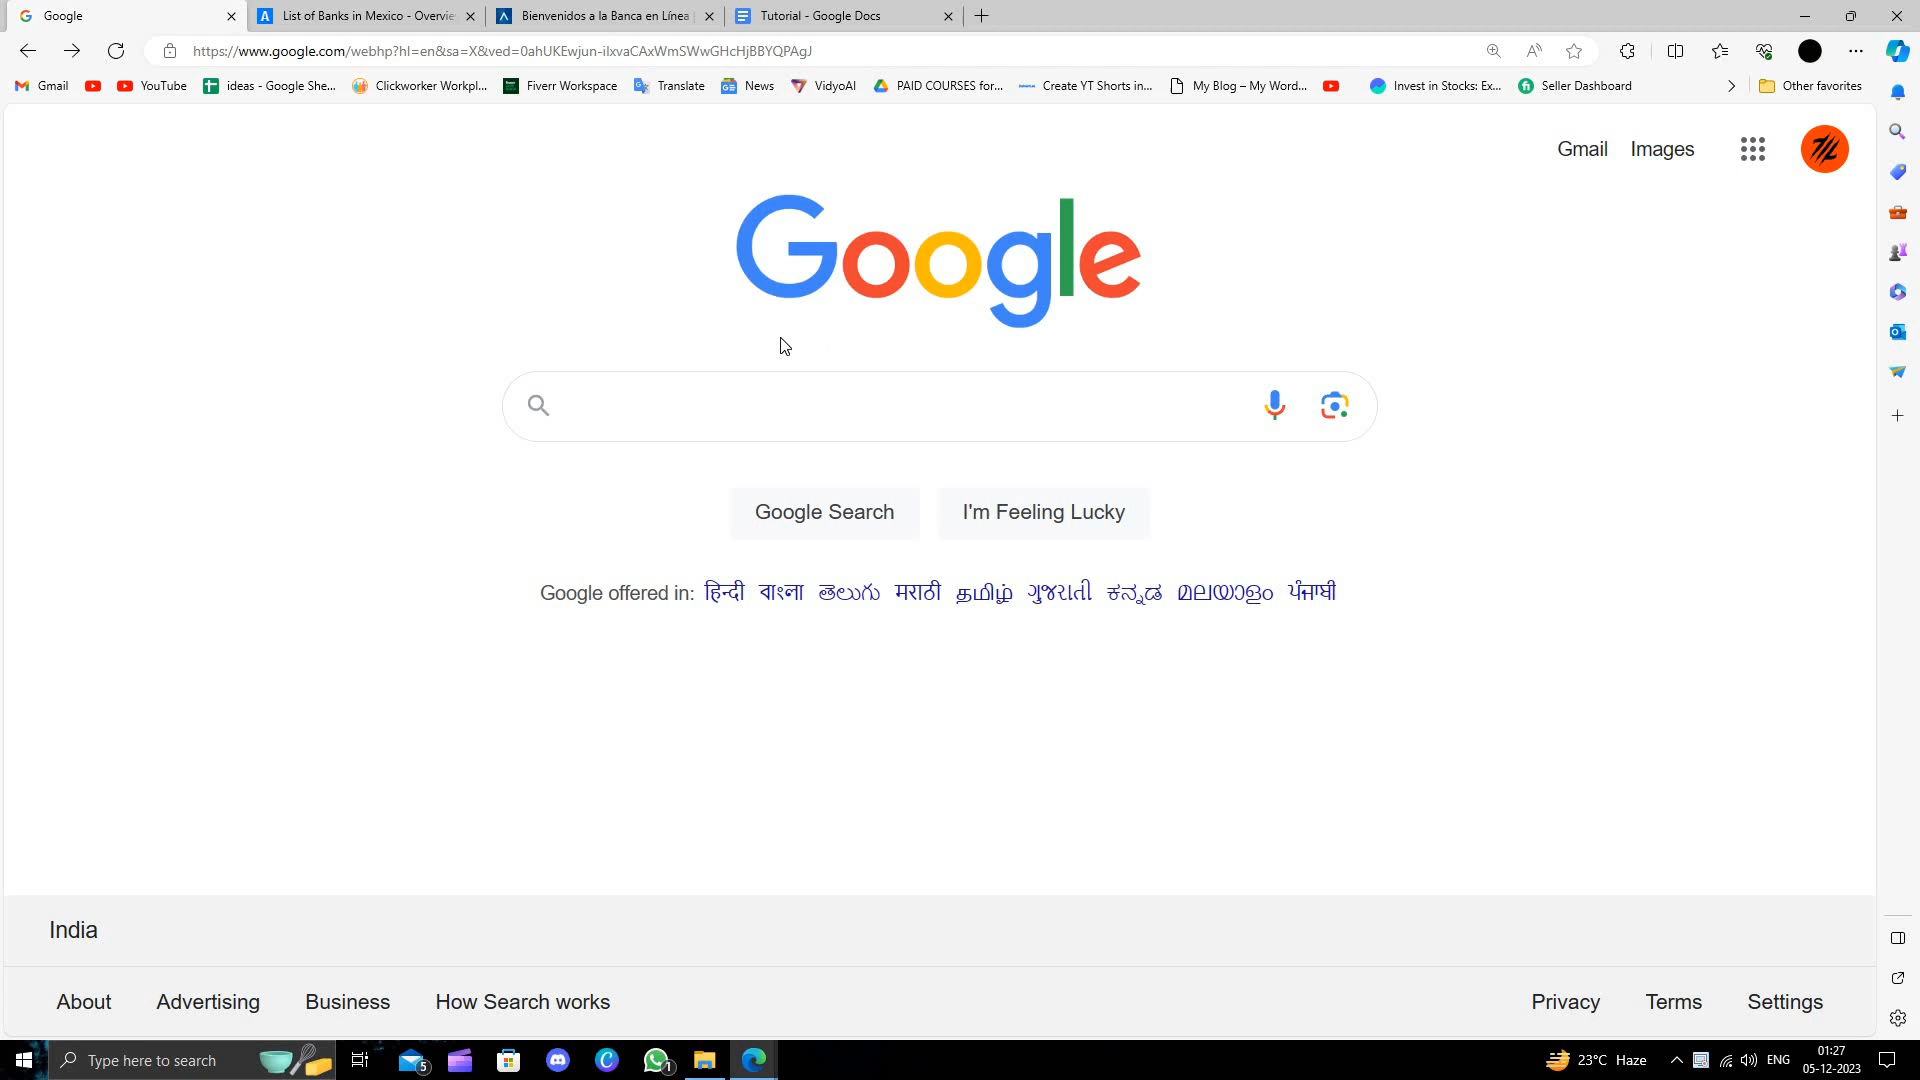 Google
List of Banks in Mexico - Overvie
Bienvenidos a la Banca en Línea
Tutorial - Google Docs
https://www.google.com/webhp?hl=en&sa=X&ved=0ahUKEwjun-ilxvaCAxWmSWwGHcHjBBYQPAgJ
Gmail YouTube ideas - Google She... Clickworker Workpl... Fiverr Workspace Translate News VidyoAI PAID COURSES for... Create YT Shorts in... My Blog – My Word... Invest in Stocks: Ex... Seller Dashboard Other favorites
Gmail Images
Google
Google Search I'm Feeling Lucky
Google offered in: हिन्दी বাংলা తెలుగు मराठी தமிழ் ગુજરાતી ಕನ್ನಡ മലയാളം ਪੰਜਾਬੀ
India
About Advertising Business How Search works Privacy Terms Settings
Type here to search 5 1 23°C Haze ENG
01:27
05-12-2023